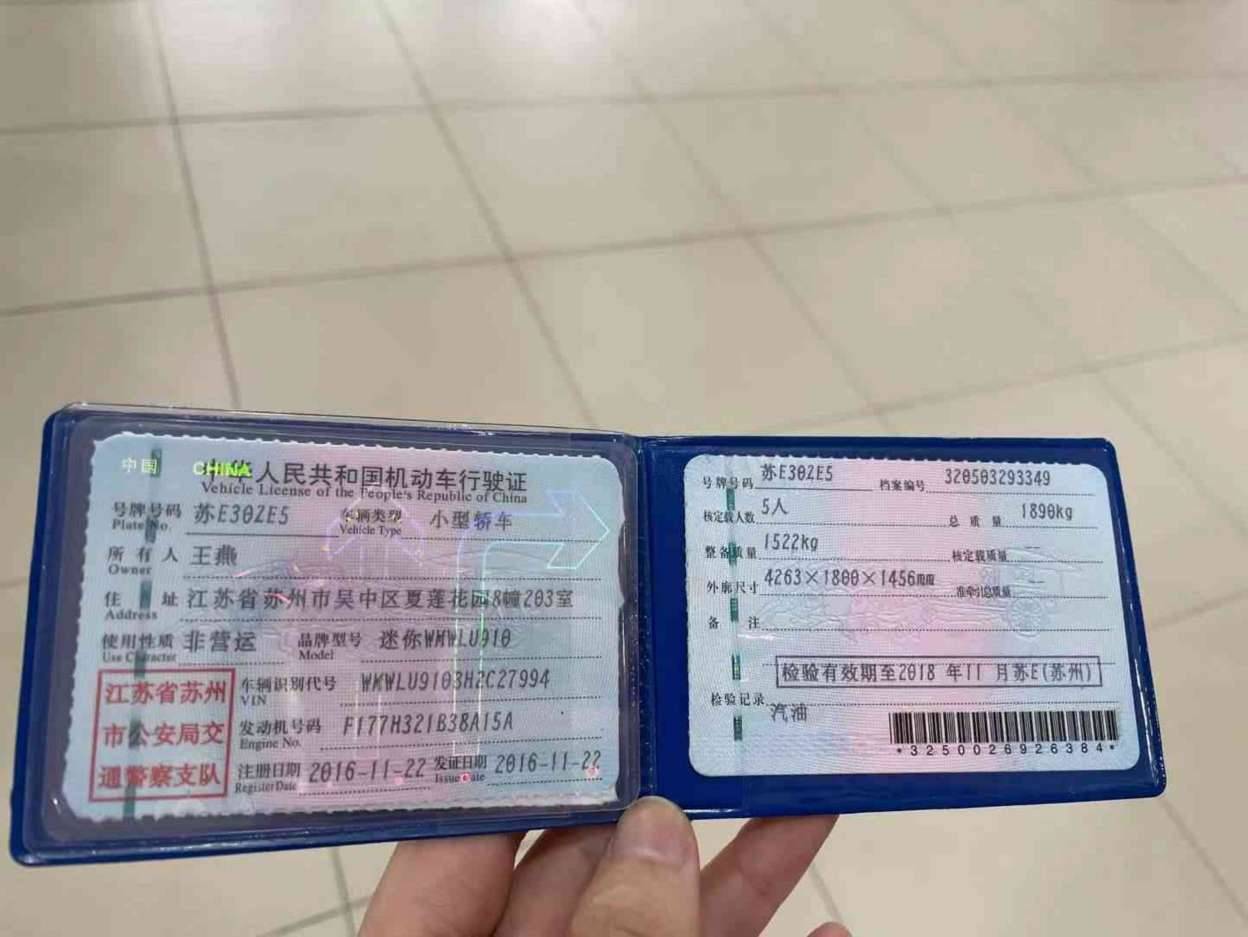 中国 CHINA
中华人民共和国机动车行驶证
Vehicle License of the People's Republic of China
号牌号码 苏E30ZE5 车辆类型 小型轿车
Plate No. Vehicle Type
所有人 王燕
Owner
住址 江苏省苏州市吴中区夏莲花园8幢203室
Address
使用性质 非营运 品牌型号 迷你WMWLU910
Use Character Model
江苏省苏州
市公安局交
通警察支队
车辆识别代号 WMWLU9103H2C27994
VIN
发动机号码 F177H321B38A15A
Engine No.
注册日期 2016-11-22 发证日期 2016-11-22
Register Date Issue Date
号牌号码 苏E30ZE5 档案编号 320503293349
核定载人数 5人 总质量 1890kg
整备质量 1522kg 核定载质量 --
外廓尺寸 4263×1800×1456mm 准牵引总质量 --
备注
检验有效期至2018 年11 月苏E(苏州)
检验记录
汽油
*3250026926384*